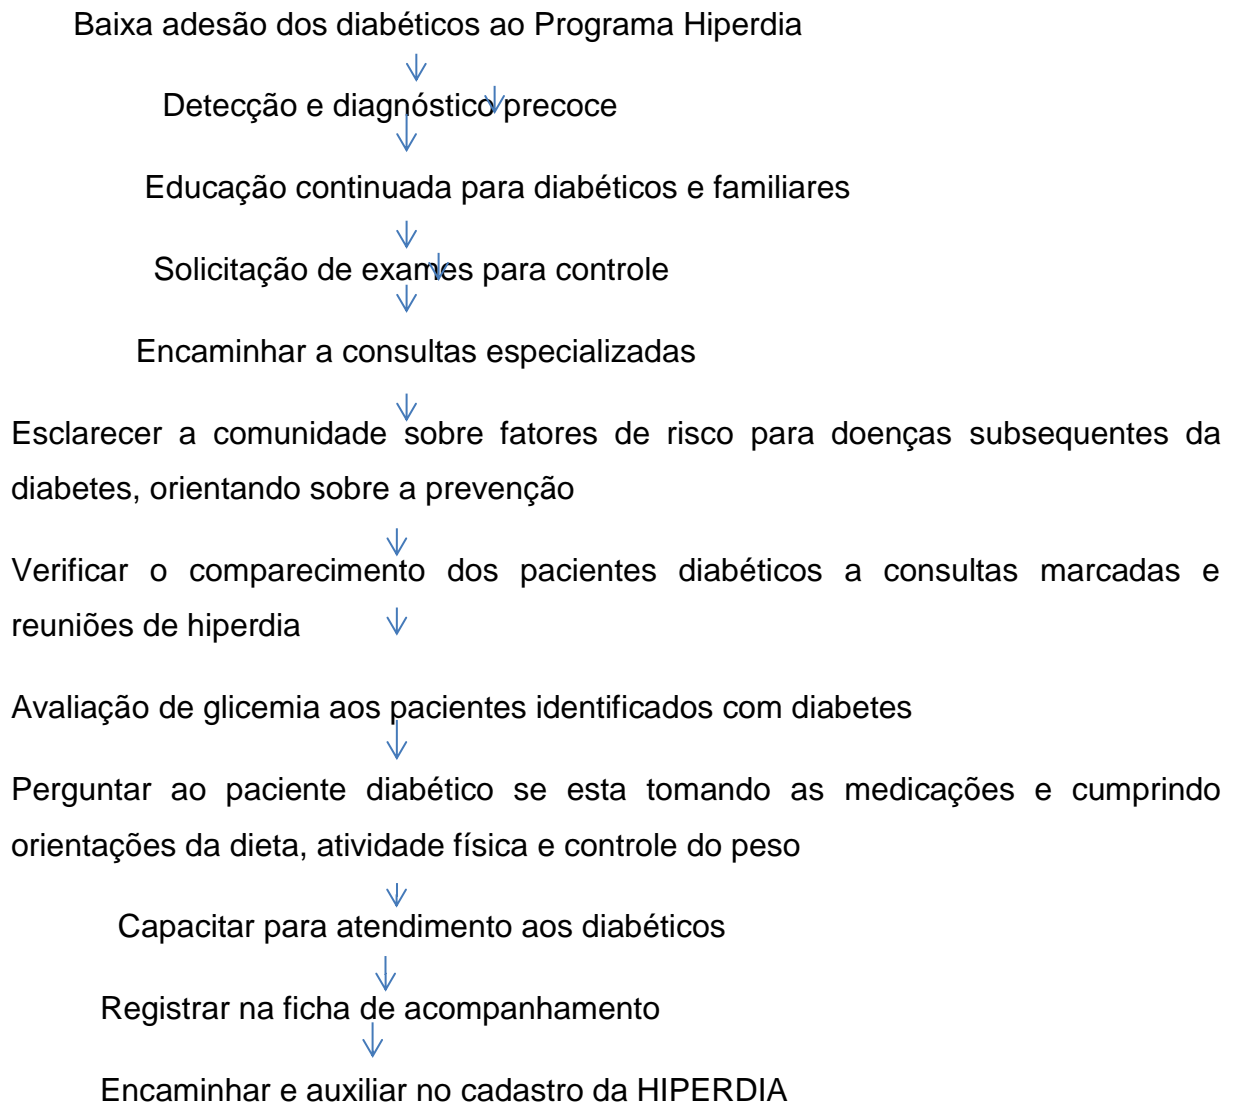 Baixa adesão dos diabéticos ao Programa Hiperdia
Detecção e diagnóstico precoce
Educação continuada para diabéticos e familiares
Solicitação de exames para controle
Encaminhar a consultas especializadas
Esclarecer a comunidade sobre fatores de risco para doenças subsequentes da
diabetes, orientando sobre a prevenção
Verificar o comparecimento dos pacientes diabéticos a consultas marcadas e
reuniões de hiperdia
Avaliação de glicemia aos pacientes identificados com diabetes
Perguntar ao paciente diabético se esta tomando as medicações e cumprindo
orientações da dieta, atividade física e controle do peso
Capacitar para atendimento aos diabéticos
Registrar na ficha de acompanhamento
Encaminhar e auxiliar no cadastro da HIPERDIA